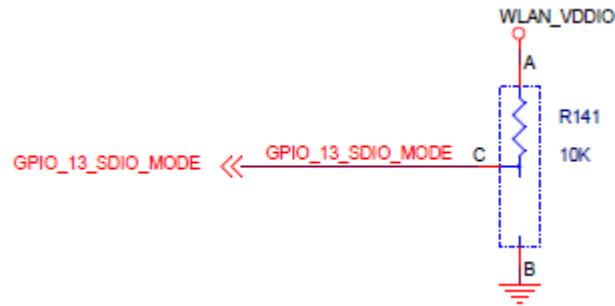 WLAN_VDDIO
A
R141
GPIO_13_SDIO_MODE
GPIO_13_SDIO_MODE
C
10K
B